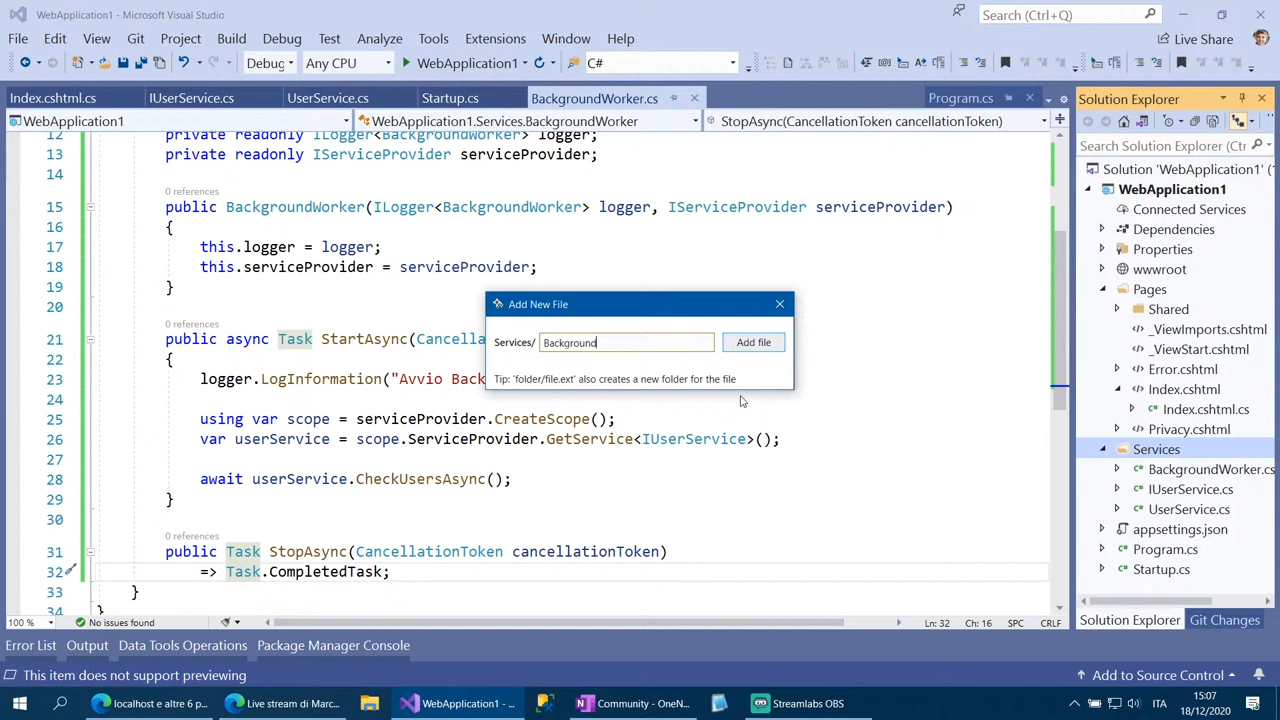 WebApplication1 - Microsoft Visual Studio
Search (Ctrl+Q)
File Edit View Git Project Build Debug Test Analyze Tools Extensions Window Help
Live Share
Debug Any CPU WebApplication1 C#
Index.cshtml.cs IUserService.cs UserService.cs Startup.cs BackgroundWorker.cs Program.cs
WebApplication1 WebApplication1.Services.BackgroundWorker StopAsync(CancellationToken cancellationToken)
12 private readonly ILogger<BackgroundWorker> logger;
13 private readonly IServiceProvider serviceProvider;
14
0 references
15 public BackgroundWorker(ILogger<BackgroundWorker> logger, IServiceProvider serviceProvider)
16 {
17 this.logger = logger;
18 this.serviceProvider = serviceProvider;
19 }
20
0 references
21 public async Task StartAsync(Cancella
22 {
23 logger.LogInformation("Avvio Back
25
25 using var scope = serviceProvider.CreateScope();
26 var userService = scope.ServiceProvider.GetService<IUserService>();
27
28 await userService.CheckUsersAsync();
29 }
30
0 references
31 public Task StopAsync(CancellationToken cancellationToken)
32 => Task.CompletedTask;
33 }
34 }
Add New File
Services/ Background Add file
Tip: 'folder/file.ext' also creates a new folder for the file
Solution Explorer
Search Solution Explorer (Ctr
Solution 'WebApplication1' (
WebApplication1
Connected Services
Dependencies
Properties
wwwroot
Pages
Shared
_ViewImports.cshtml
_ViewStart.cshtml
Error.cshtml
Index.cshtml
Index.cshtml.cs
Privacy.cshtml
Services
BackgroundWorker.cs
IUserService.cs
UserService.cs
appsettings.json
Program.cs
Startup.cs
100 % No issues found Ln: 32 Ch: 16 SPC CRLF
Solution Explorer Git Changes
Error List Output Data Tools Operations Package Manager Console
This item does not support previewing Add to Source Control
localhost e altre 6 p... Live stream di Marc... WebApplication1 - ... Community - OneN... Streamlabs OBS
ITA
15:07
18/12/2020